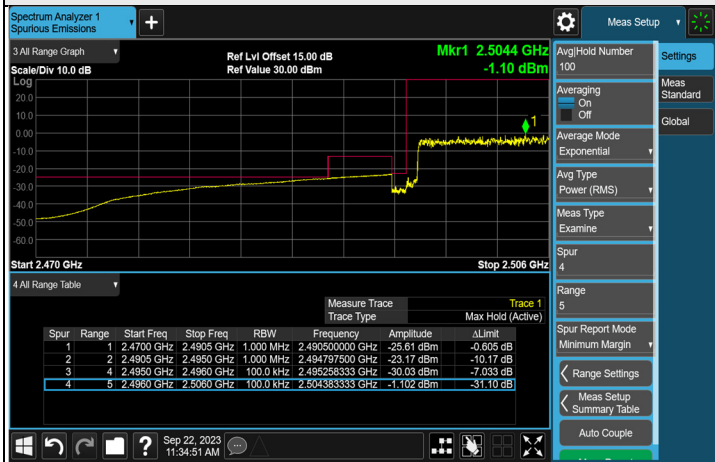 Spectrum Analyzer 1
Spurious Emissions
Meas Setup
3 All Range Graph
Scale/Div 10.0 dB
Ref Lvl Offset 15.00 dB
Ref Value 30.00 dBm
Mkr1 2.5044 GHz
-1.10 dBm
Log
20.0
10.0
0.00
-10.0
-20.0
-30.0
-40.0
-50.0
-60.0
1
Start 2.470 GHz
Stop 2.506 GHz
4 All Range Table
Measure Trace Trace 1
Trace Type Max Hold (Active)
Spur Range Start Freq Stop Freq RBW Frequency Amplitude ΔLimit
1 1 2.4700 GHz 2.4905 GHz 1.000 MHz 2.490500000 GHz -25.61 dBm -0.605 dB
2 2 2.4905 GHz 2.4950 GHz 1.000 MHz 2.494797500 GHz -23.17 dBm -10.17 dB
3 4 2.4950 GHz 2.4960 GHz 100.0 kHz 2.495258333 GHz -30.03 dBm -7.033 dB
4 5 2.4960 GHz 2.5060 GHz 100.0 kHz 2.504383333 GHz -1.102 dBm -31.10 dB
Sep 22, 2023
11:34:51 AM
Avg|Hold Number
100
Averaging
On
Off
Average Mode
Exponential
Avg Type
Power (RMS)
Meas Type
Examine
Spur
4
Range
5
Spur Report Mode
Minimum Margin
Range Settings
Meas Setup
Summary Table
Auto Couple
Settings
Meas
Standard
Global